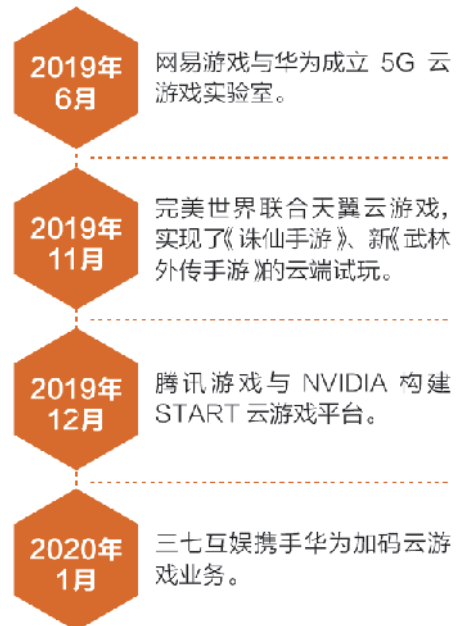 2019年
6月
网易游戏与华为成立 5G 云
游戏实验室。
2019年
11月
完美世界联合天翼云游戏,
实现了《诛仙手游》、新《武林
外传手游》的云端试玩。
2019年
12月
腾讯游戏与 NVIDIA 构建
START 云游戏平台。
2020年
1月
三七互娱携手华为加码云游
戏业务。